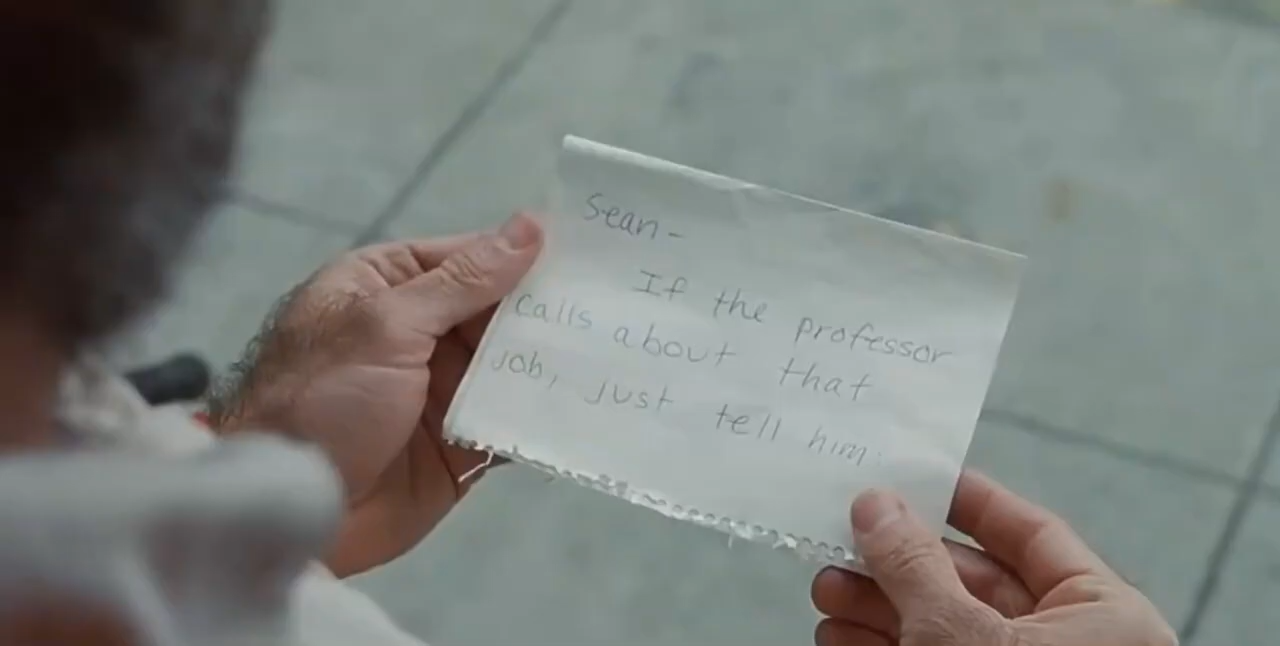 Sean-
If the professor
calls about that
job, just tell him